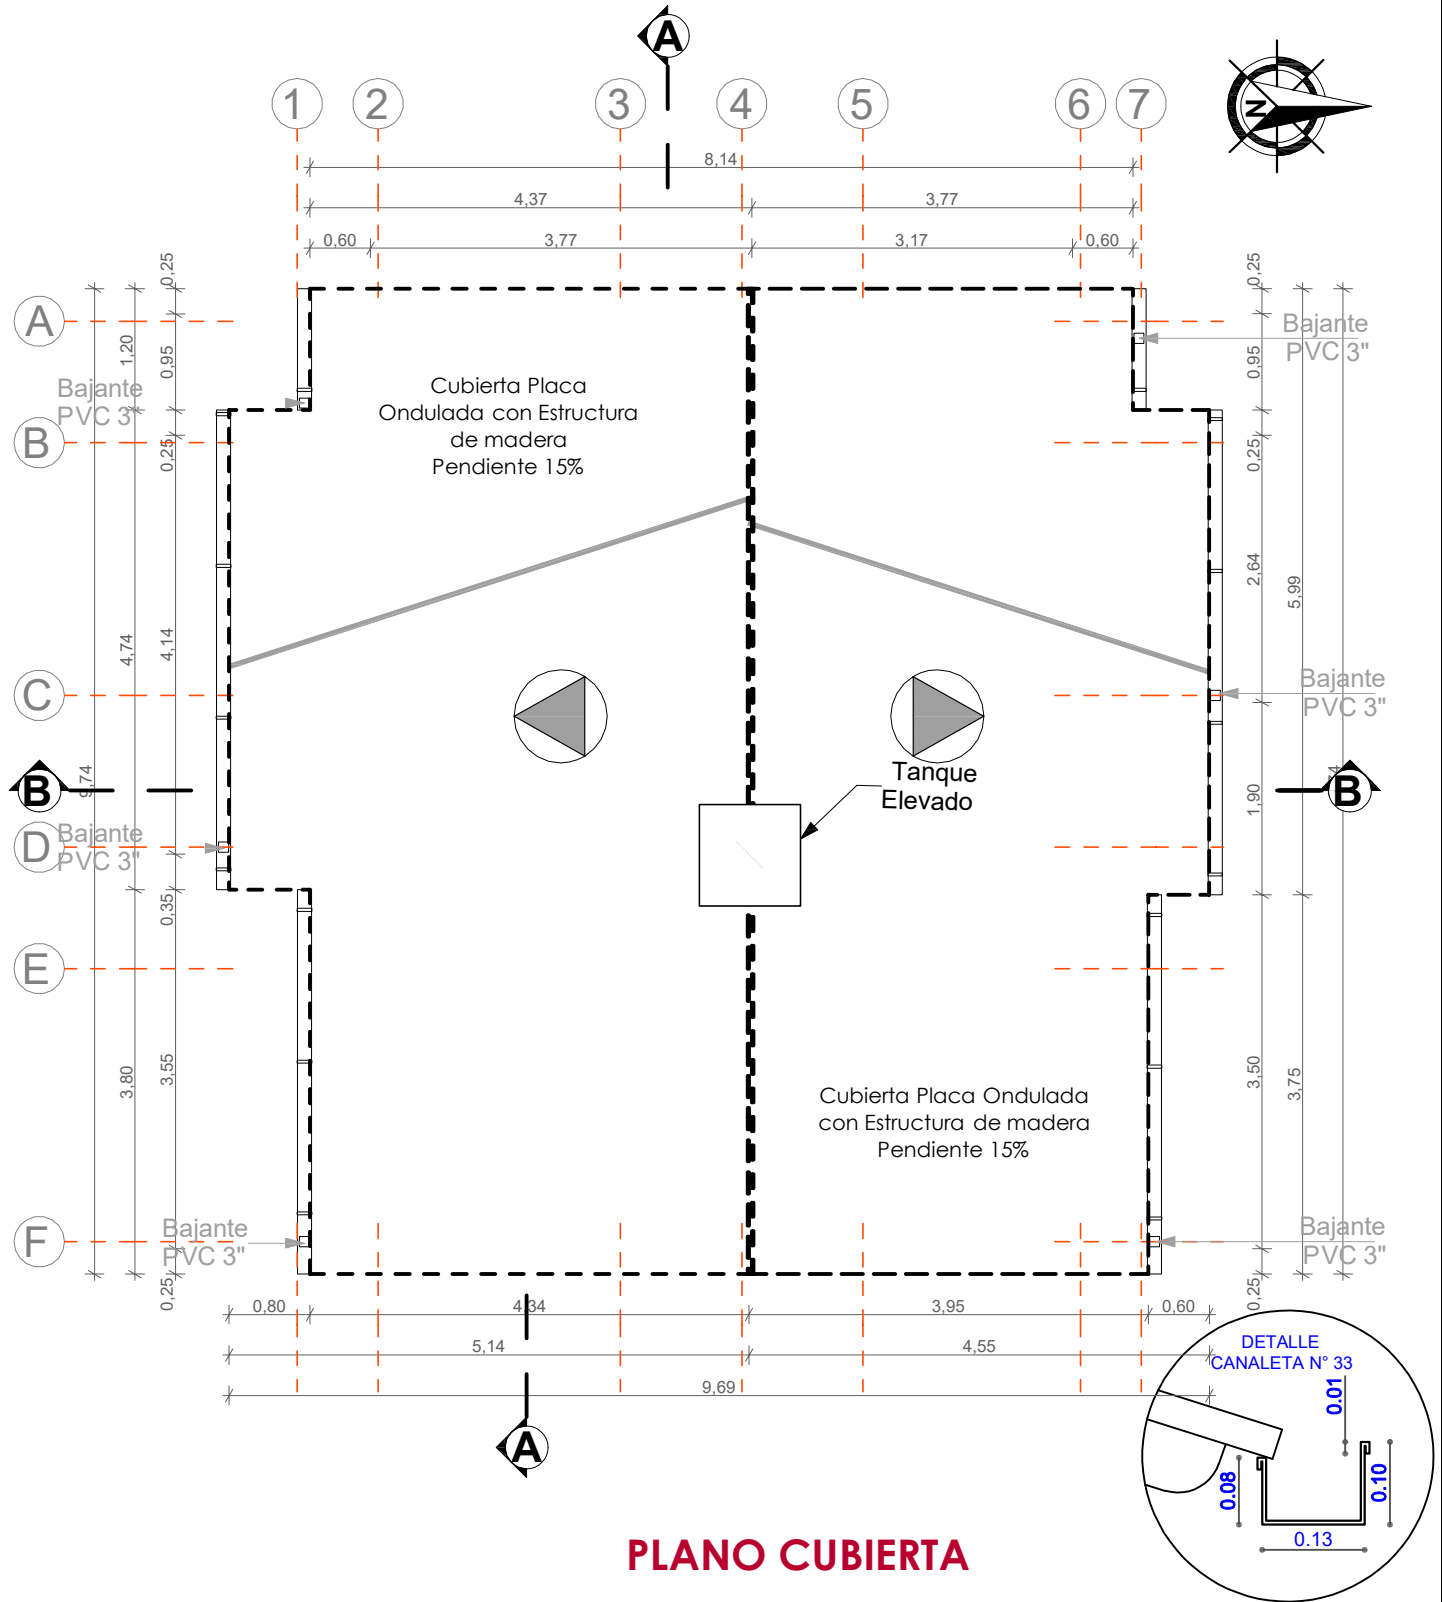 A
1 2 3 4 5 6 7
N
8,14
4,37 3,77
0,60 3,77 3,17 0,60
0,25
0,25
A
1,20
0,95
0,95
Bajante
PVC 3"
Bajante
PVC 3"
Cubierta Placa
Ondulada con Estructura
de madera
Pendiente 15%
B
0,25
0,25
2,64
5,99
4,74
4,14
C
Bajante
PVC 3"
B
9,74
Tanque
Elevado
1,90
B
D
Bajante
PVC 3"
0,35
E
3,80
3,55
3,50
3,75
Cubierta Placa Ondulada
con Estructura de madera
Pendiente 15%
F
Bajante
PVC 3"
Bajante
PVC 3"
0,25
0,25
0,80 4,34 3,95 0,60
5,14 4,55
9,69
A
DETALLE
CANALETA N° 33
0.01
0.08
0.10
0.13
PLANO CUBIERTA